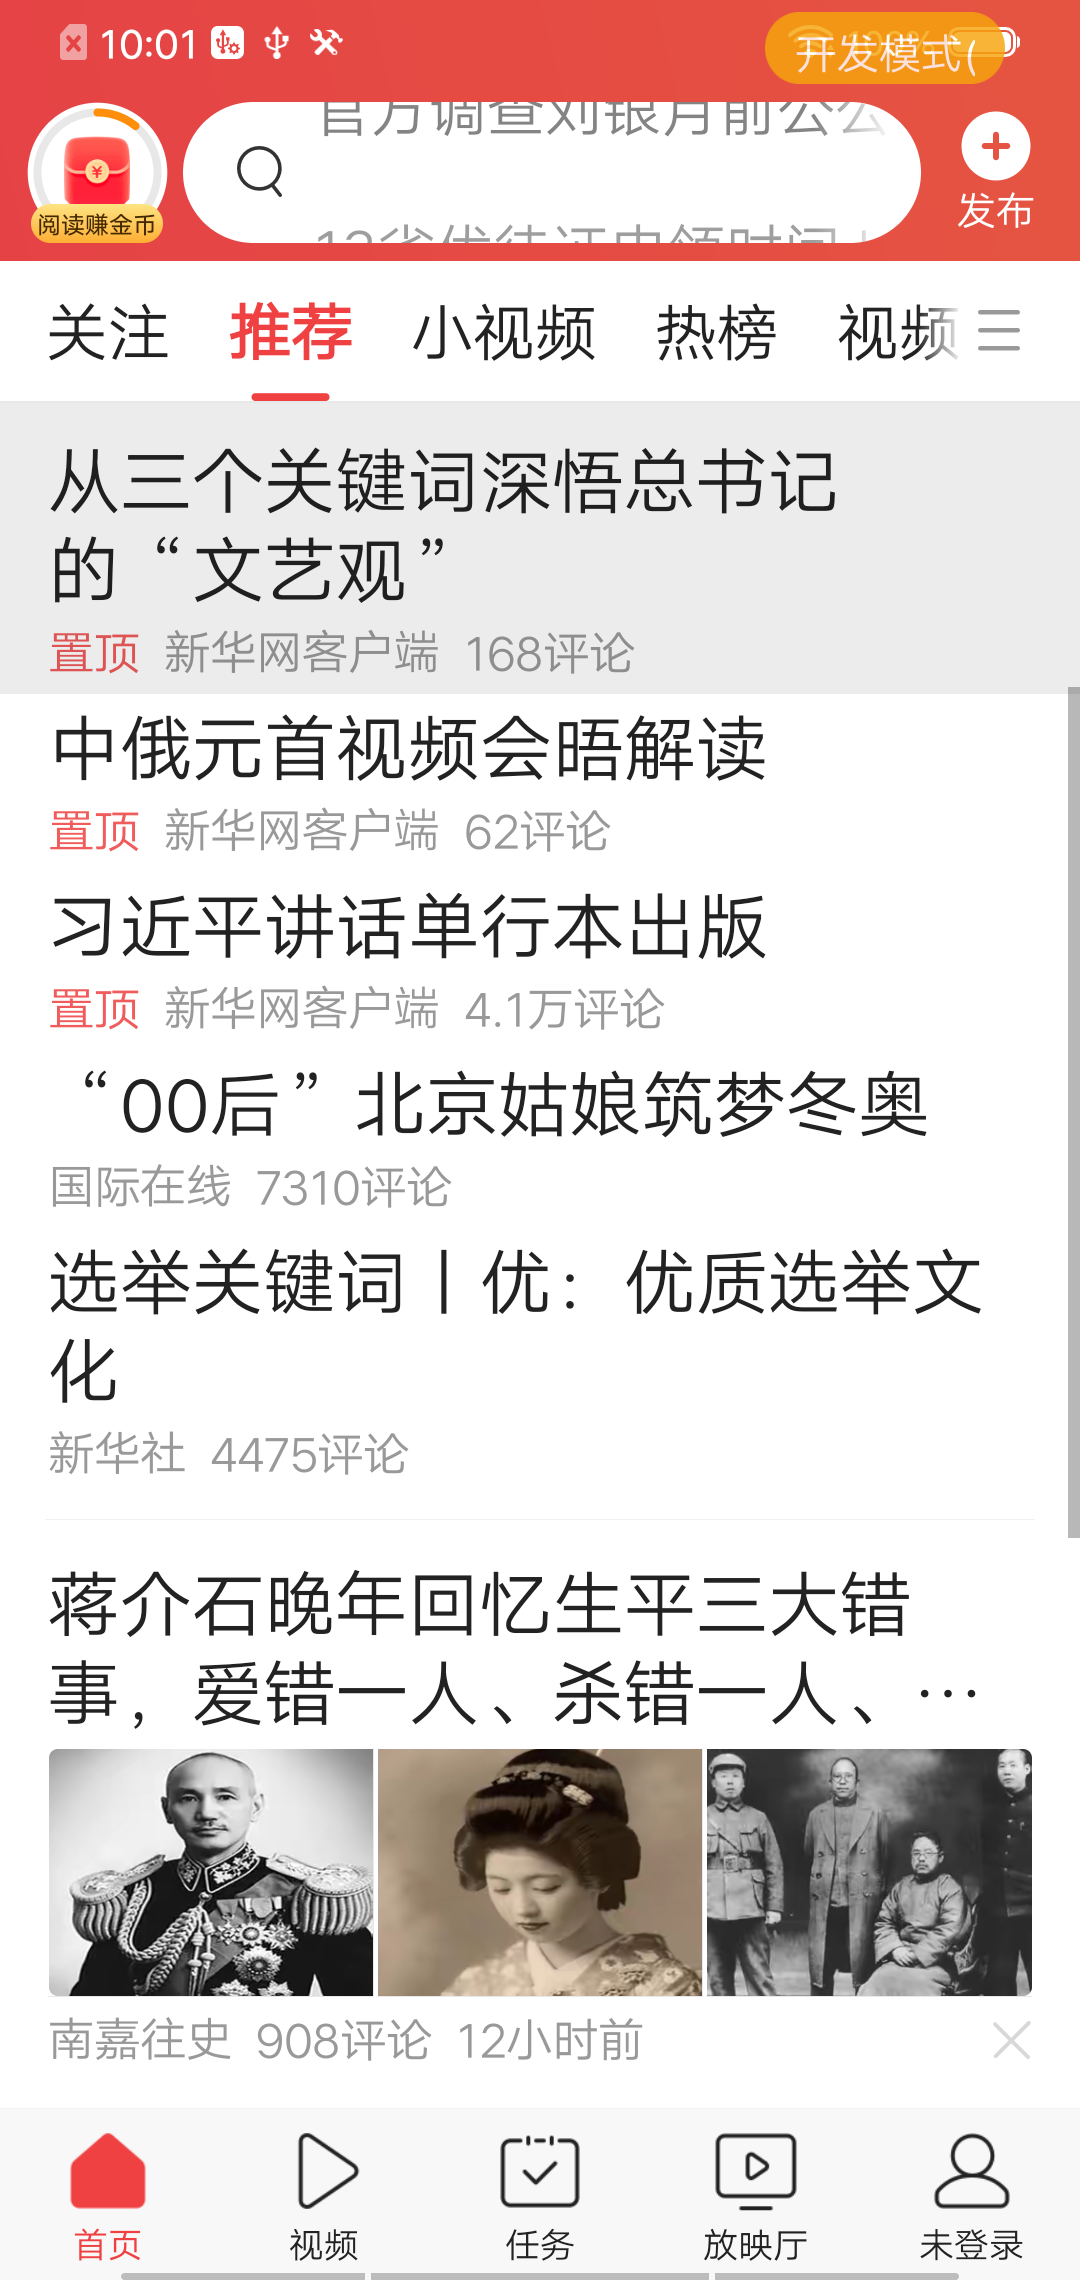 10:01
开发模式(
官方调查刘银月前公公
阅读赚金币
发布
关注 推荐 小视频 热榜 视频
从三个关键词深悟总书记
的“文艺观”
置顶 新华网客户端 168评论
中俄元首视频会晤解读
置顶 新华网客户端 62评论
习近平讲话单行本出版
置顶 新华网客户端 4.1万评论
“00后”北京姑娘筑梦冬奥
国际在线 7310评论
选举关键词丨优：优质选举文
化
新华社 4475评论
蒋介石晚年回忆生平三大错
事，爱错一人、杀错一人、…
南嘉往史 908评论 12小时前
首页 视频 任务 放映厅 未登录